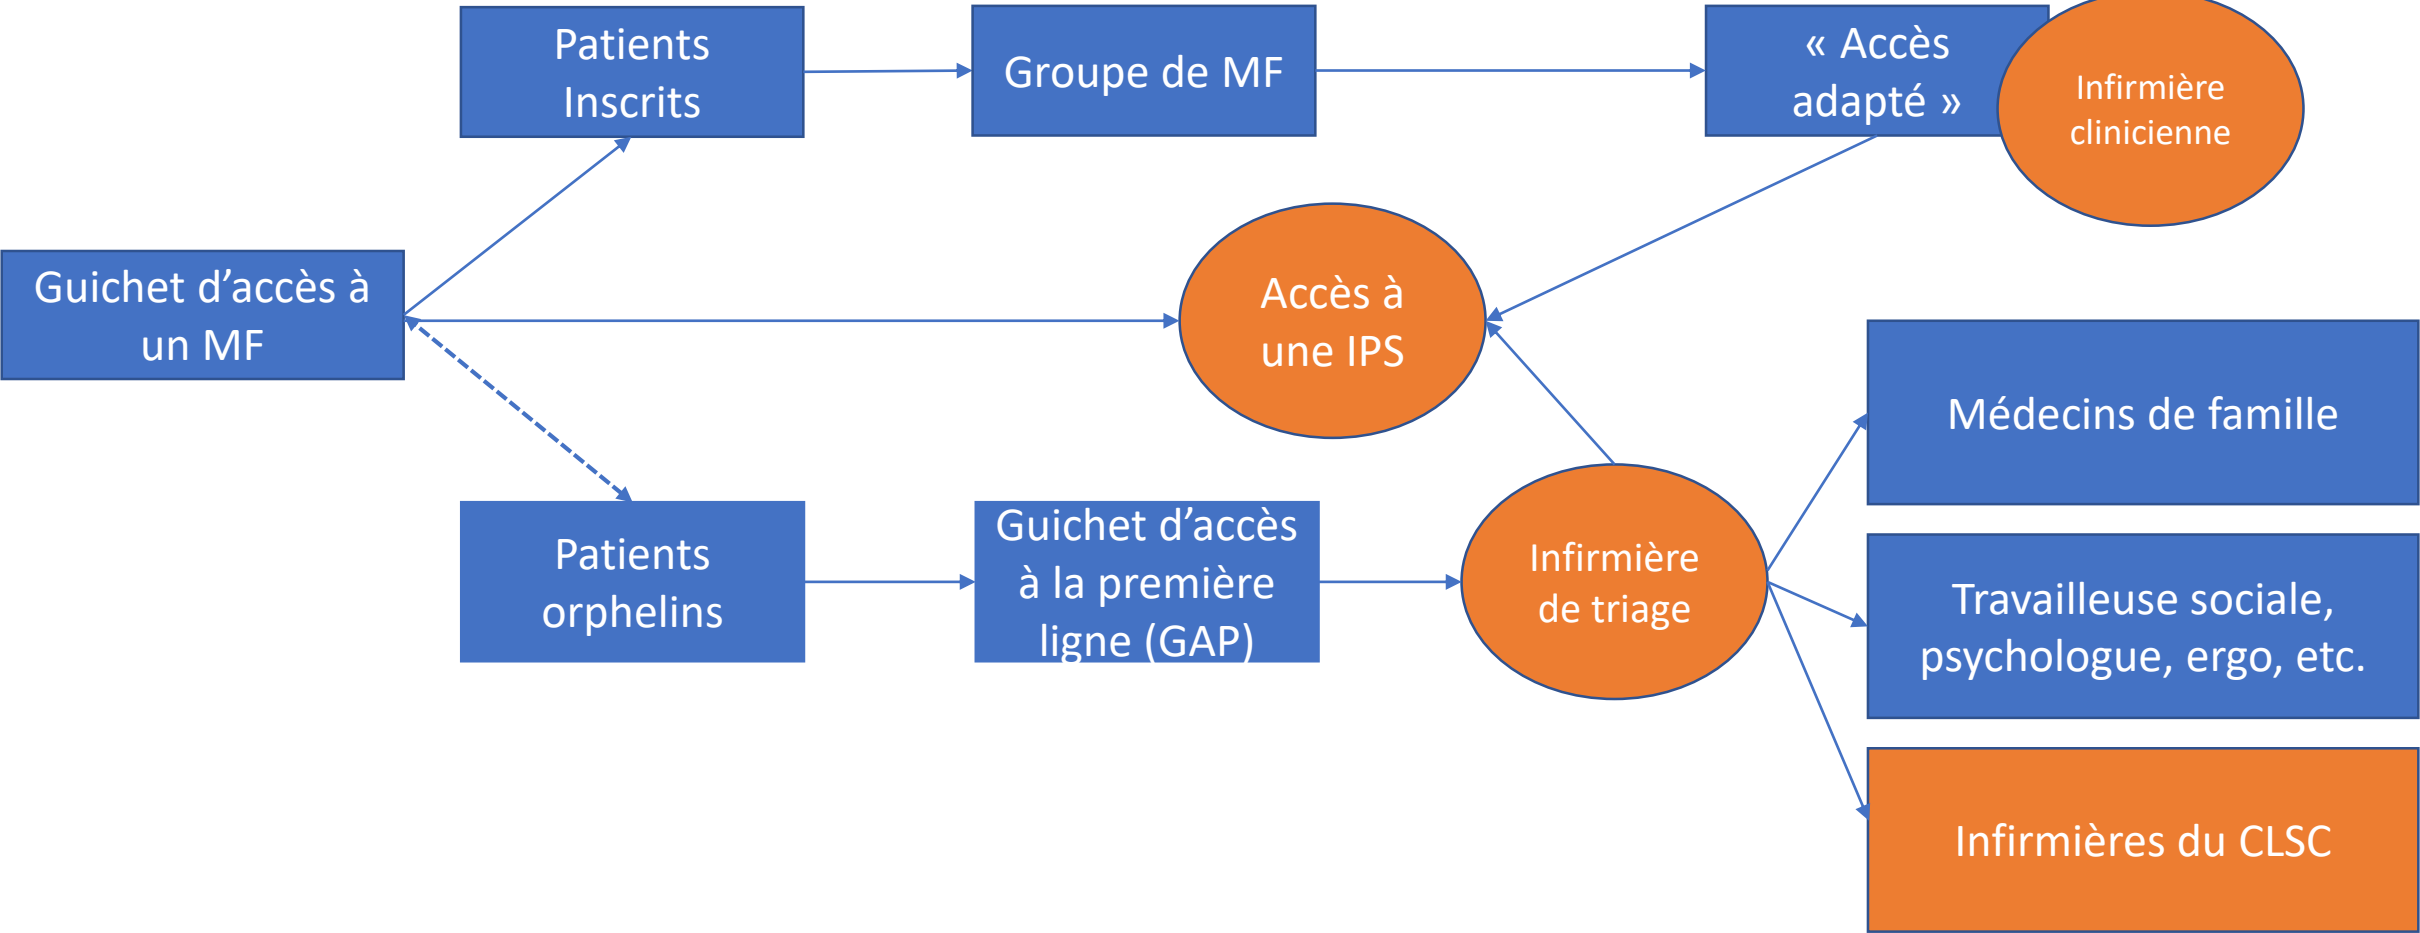 Patients
Inscrits
Groupe de MF
« Accès
adapté »
Infirmière
clinicienne
Guichet d’accès à
un MF
Accès à
une IPS
Médecins de famille
Patients
orphelins
Guichet d’accès
à la première
ligne (GAP)
Infirmière
de triage
Travailleuse sociale,
psychologue, ergo, etc.
Infirmières du CLSC